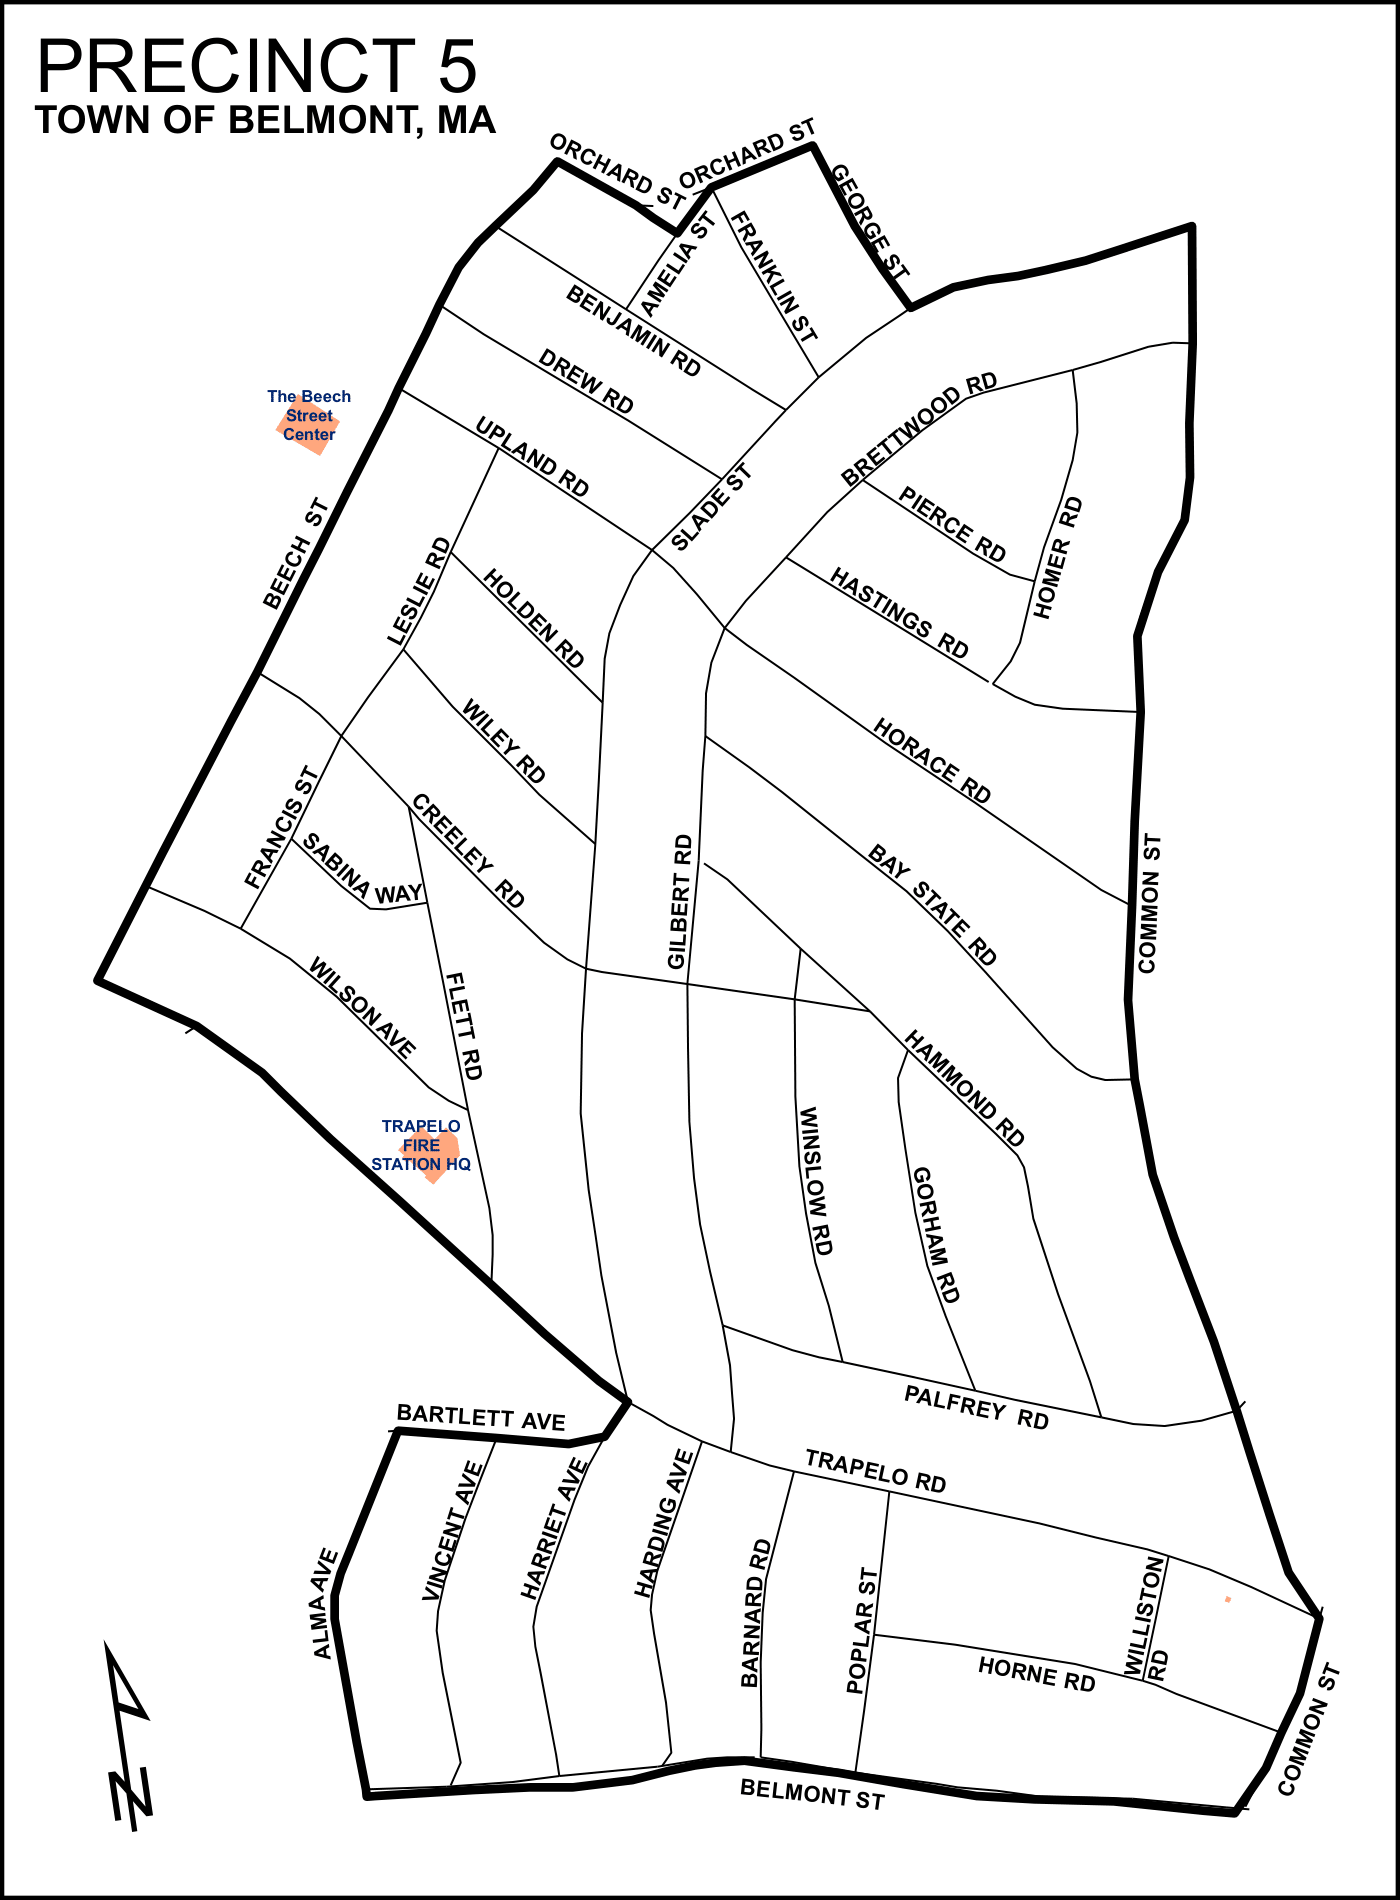 PRECINCT 5
TOWN OF BELMONT, MA
ORCHARD ST
ORCHARD ST
GEORGE ST
AMELIA ST
FRANKLIN ST
BENJAMIN RD
DREW RD
UPLAND RD
The Beech
Street
Center
BRETTWOOD RD
SLADE ST
PIERCE RD
HOMER RD
BEECH ST
LESLIE RD
HOLDEN RD
HASTINGS RD
WILEY RD
HORACE RD
FRANCIS ST
CREELEY RD
SABINA WAY
GILBERT RD
BAY STATE RD
COMMON ST
WILSON AVE
FLETT RD
HAMMOND RD
TRAPELO
FIRE
STATION HQ
WINSLOW RD
GORHAM RD
PALFREY RD
BARTLETT AVE
TRAPELO RD
VINCENT AVE
HARRIET AVE
HARDING AVE
ALMA AVE
BARNARD RD
POPLAR ST
WILLISTON
RD
HORNE RD
COMMON ST
BELMONT ST
N